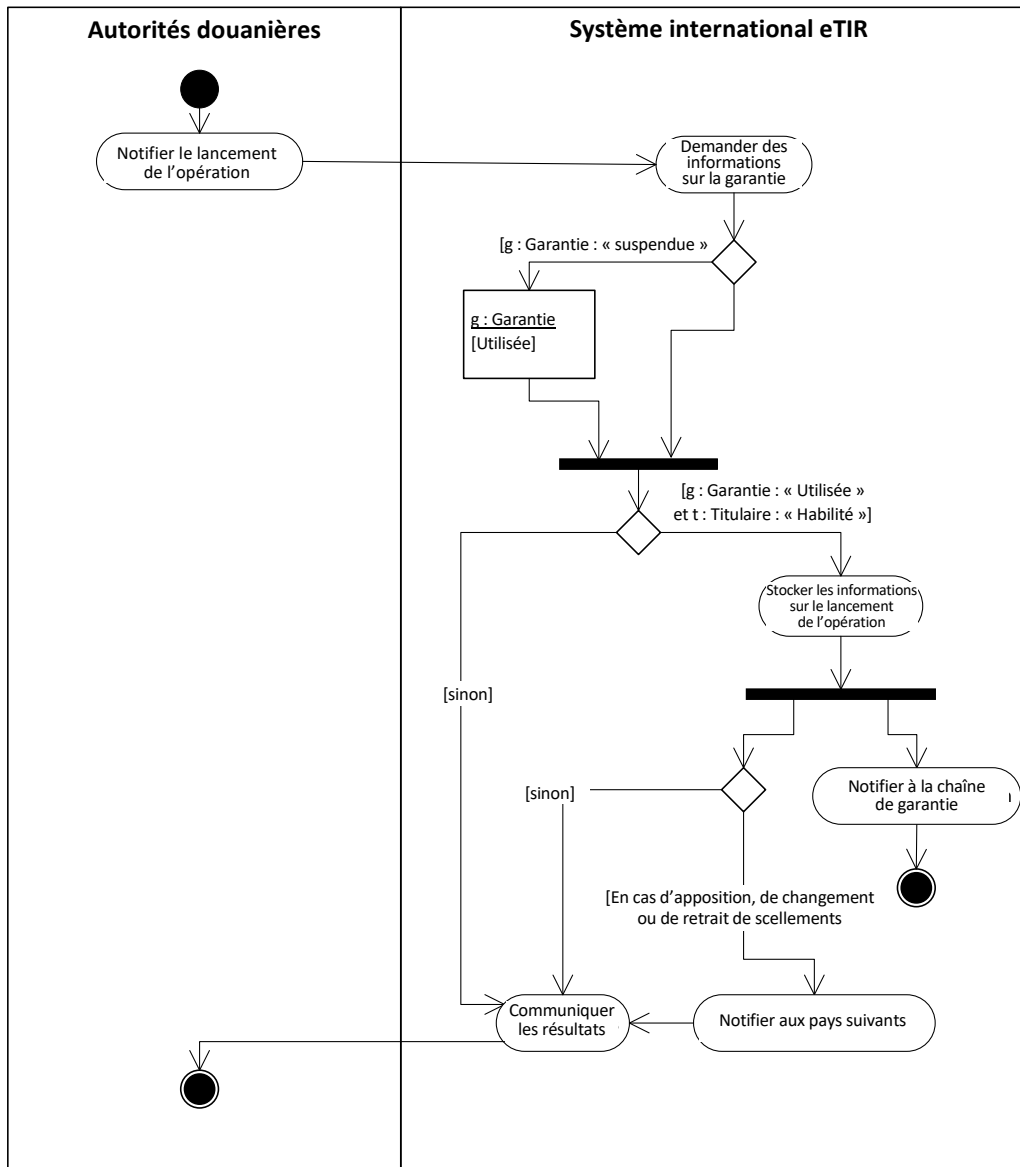 Autorités douanières
Système international eTIR
Notifier le lancement
de l'opération
Demander des
informations
sur la garantie
[g : Garantie : « suspendue »
g : Garantie
[Utilisée]
[g : Garantie : « Utilisée »
et t : Titulaire : « Habilité »]
Stocker les informations
sur le lancement
de l'opération
[sinon]
Notifier à la chaîne
de garantie
[sinon]
[En cas d'apposition, de changement
ou de retrait de scellements
Communiquer
les résultats
Notifier aux pays suivants